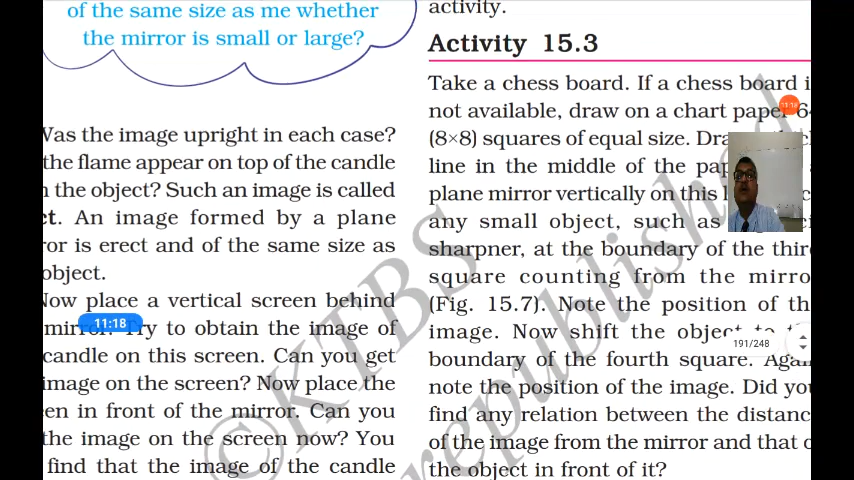 of the same size as me whether
the mirror is small or large?
Was the image upright in each case?
the flame appear on top of the candle
the object? Such an image is called
ct. An image formed by a plane
or is erect and of the same size as
object.
Now place a vertical screen behind
mirror. Try to obtain the image of
candle on this screen. Can you get
image on the screen? Now place the
en in front of the mirror. Can you
the image on the screen now? You
find that the image of the candle
11:18
activity.
Activity 15.3
Take a chess board. If a chess board i
not available, draw on a chart paper 6
(8×8) squares of equal size. Dra
line in the middle of the pap
plane mirror vertically on this l
any small object, such as
sharpner, at the boundary of the thir
square counting from the mirro
(Fig. 15.7). Note the position of th
image. Now shift the object to t
boundary of the fourth square. Agai
note the position of the image. Did yo
find any relation between the distanc
of the image from the mirror and that o
the object in front of it?
11:18
191/248
©KTBS
republished